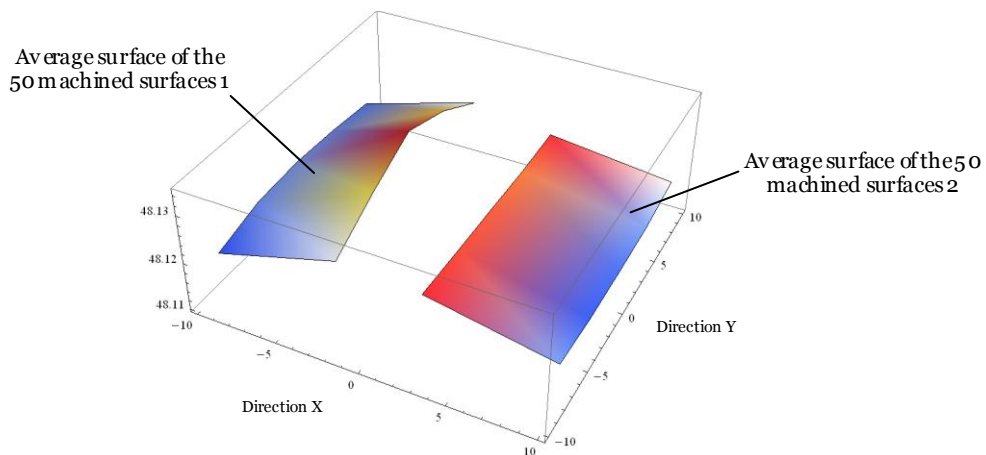 Average surface of the
50 machined surfaces 1
Average surface of the 50
machined surfaces 2
48.13
48.12
48.11
-10
-5
0
5
10
Direction X
10
5
0
-5
-10
Direction Y